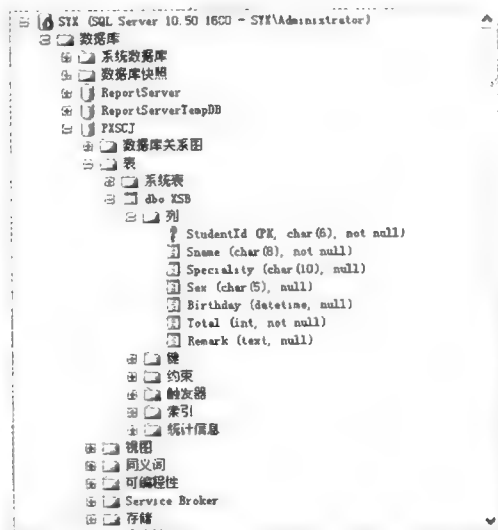 SYX (SQL Server 10.50 1600 - SYX\Administrator)
数据库
系统数据库
数据库快照
ReportServer
ReportServerTempDB
PXSCJ
数据库关系图
表
系统表
dbo XSB
列
StudentId (PK, char(6), not null)
Sname (char(8), not null)
Speciality (char(10), null)
Sex (char(5), null)
Birthday (datetime, null)
Total (int, not null)
Remark (text, null)
键
约束
触发器
索引
统计信息
视图
同义词
可编程性
Service Broker
存储